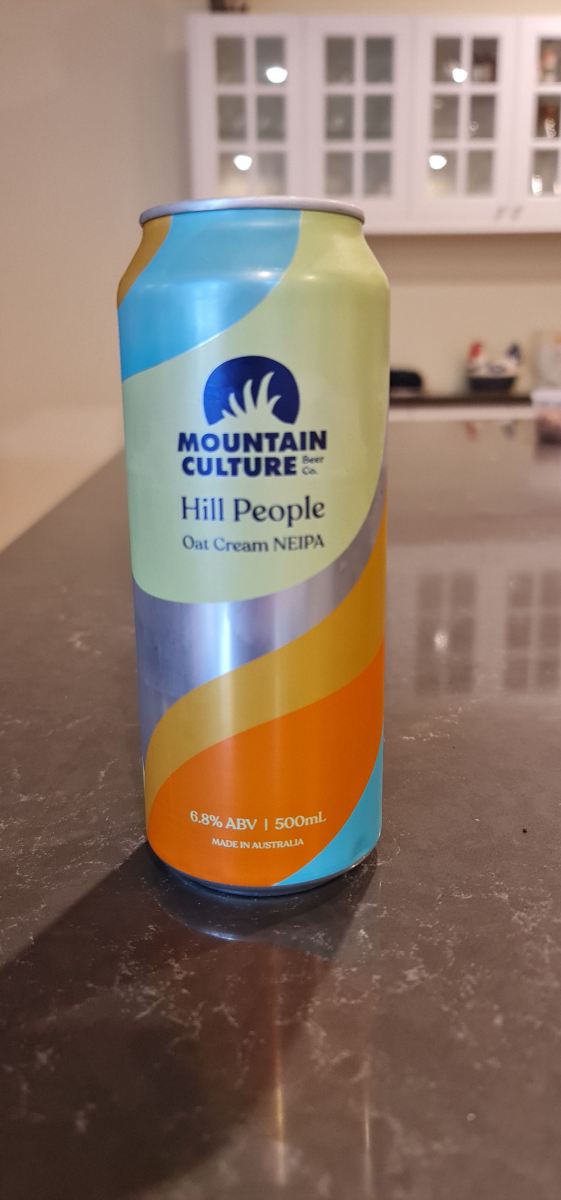 MOUNTAIN
CULTURE Beer Co.
Hill People
Oat Cream NEIPA
6.8% ABV | 500mL
MADE IN AUSTRALIA